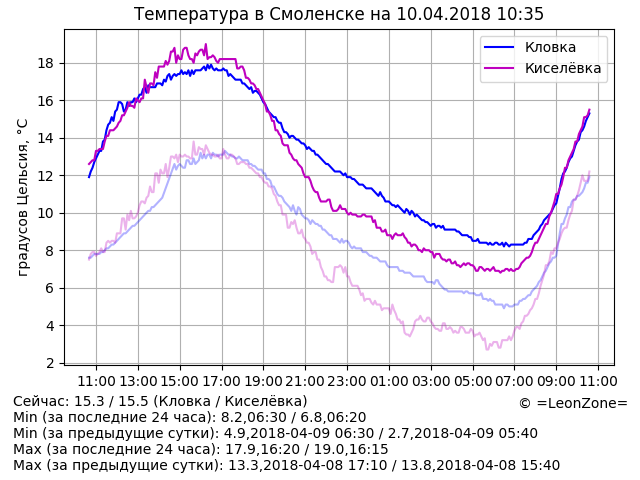 Температура в Смоленске на 10.04.2018 10:35
Кловка
Киселёвка
градусов Цельсия, °C
18
16
14
12
10
8
6
4
2
11:00 13:00 15:00 17:00 19:00 21:00 23:00 01:00 03:00 05:00 07:00 09:00 11:00
Сейчас: 15.3 / 15.5 (Кловка / Киселёвка)
© =LeonZone=
Min (за последние 24 часа): 8.2,06:30 / 6.8,06:20
Min (за предыдущие сутки): 4.9,2018-04-09 06:30 / 2.7,2018-04-09 05:40
Max (за последние 24 часа): 17.9,16:20 / 19.0,16:15
Max (за предыдущие сутки): 13.3,2018-04-08 17:10 / 13.8,2018-04-08 15:40